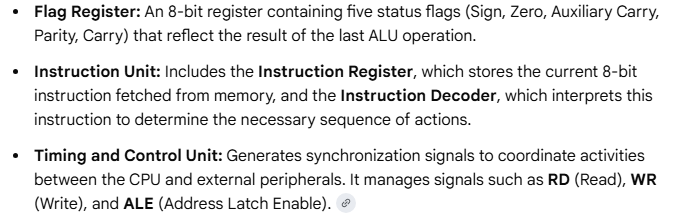 • Flag Register: An 8-bit register containing five status flags (Sign, Zero, Auxiliary Carry,
Parity, Carry) that reflect the result of the last ALU operation.
• Instruction Unit: Includes the Instruction Register, which stores the current 8-bit
instruction fetched from memory, and the Instruction Decoder, which interprets this
instruction to determine the necessary sequence of actions.
• Timing and Control Unit: Generates synchronization signals to coordinate activities
between the CPU and external peripherals. It manages signals such as RD (Read), WR
(Write), and ALE (Address Latch Enable).